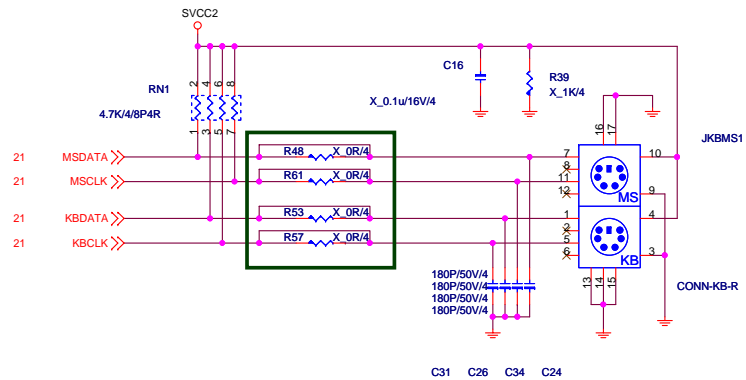 SVCC2
C16
R39
X_1K/4
RN1
4.7K/4/8P4R
X_0.1u/16V/4
2 4 6 8
1 3 5 7
16 17
JKBMS1
21 MSDATA R48 X_0R/4 7 10
8
21 MSCLK R61 X_0R/4 11
12 MS 9
21 KBDATA R53 X_0R/4 1 4
2
21 KBCLK R57 X_0R/4 5
6 KB 3
13 14 15
180P/50V/4
180P/50V/4
180P/50V/4
180P/50V/4
CONN-KB-R
C31 C26 C34 C24